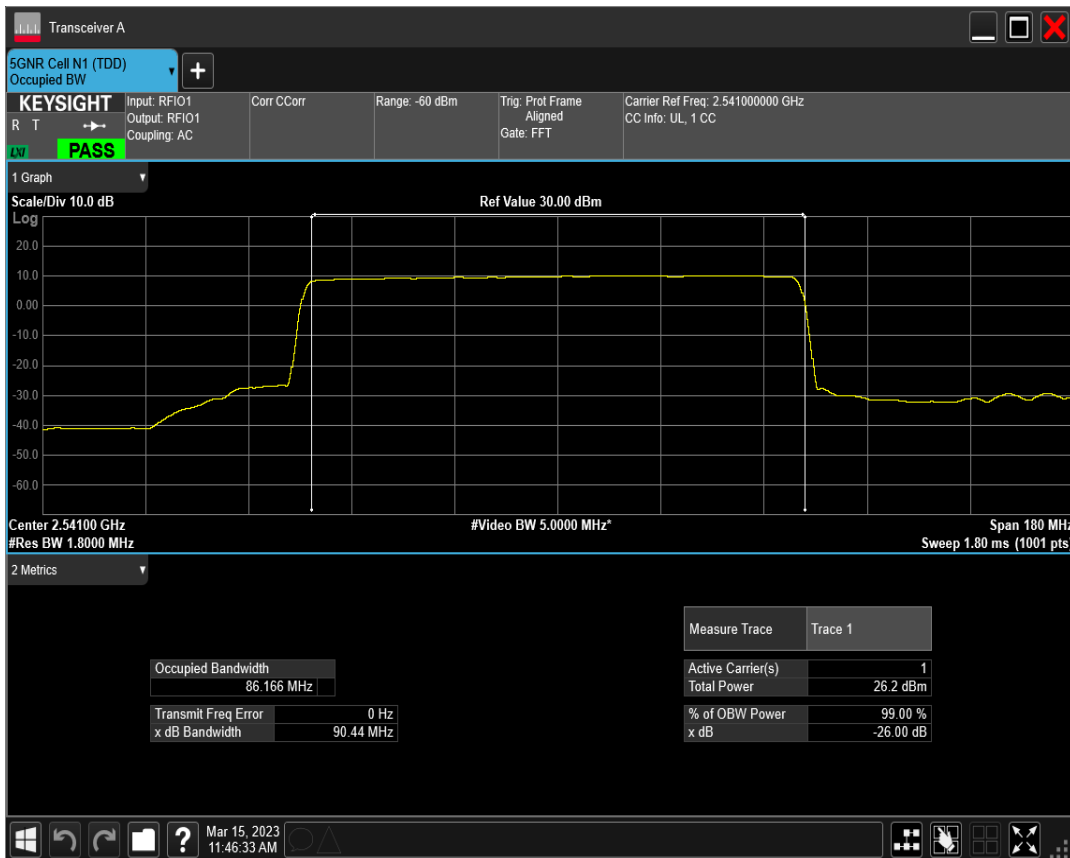 Transceiver A
5GNR Cell N1 (TDD)
Occupied BW
KEYSIGHT
R T
LXI
PASS
Input: RFIO1
Output: RFIO1
Coupling: AC
Corr CCorr
Range: -60 dBm
Trig: Prot Frame
Aligned
Gate: FFT
Carrier Ref Freq: 2.541000000 GHz
CC Info: UL, 1 CC
1 Graph
Scale/Div 10.0 dB
Ref Value 30.00 dBm
Log
20.0
10.0
0.00
-10.0
-20.0
-30.0
-40.0
-50.0
-60.0
Center 2.54100 GHz
#Video BW 5.0000 MHz*
Span 180 MHz
#Res BW 1.8000 MHz
Sweep 1.80 ms (1001 pts)
2 Metrics
Measure Trace Trace 1
Occupied Bandwidth
86.166 MHz
Active Carrier(s) 1
Total Power 26.2 dBm
Transmit Freq Error 0 Hz
x dB Bandwidth 90.44 MHz
% of OBW Power 99.00 %
x dB -26.00 dB
?
Mar 15, 2023
11:46:33 AM